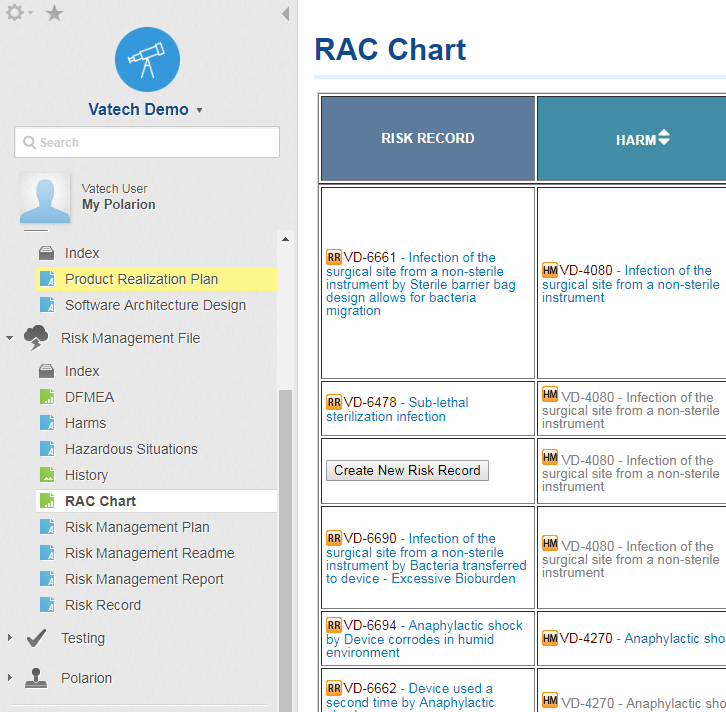 Vatech Demo
Search
Vatech User
My Polarion
Index
Product Realization Plan
Software Architecture Design
Risk Management File
Index
DFMEA
Harms
Hazardous Situations
History
RAC Chart
Risk Management Plan
Risk Management Readme
Risk Management Report
Risk Record
Testing
Polarion
RAC Chart
RISK RECORD
HARM
RR VD-6661 - Infection of the
surgical site from a non-sterile
instrument by Sterile barrier bag
design allows for bacteria
migration
HM VD-4080 - Infection of the
surgical site from a non-sterile
instrument
RR VD-6478 - Sub-lethal
sterilization infection
HM VD-4080 - Infection of the
surgical site from a non-sterile
instrument
Create New Risk Record
HM VD-4080 - Infection of the
surgical site from a non-sterile
instrument
RR VD-6690 - Infection of the
surgical site from a non-sterile
instrument by Bacteria transferred
to device - Excessive Bioburden
HM VD-4080 - Infection of the
surgical site from a non-sterile
instrument
RR VD-6694 - Anaphylactic shock
by Device corrodes in humid
environment
HM VD-4270 - Anaphylactic sho
RR VD-6662 - Device used a
second time by Anaphylactic
HM VD-4270 - Anaphylactic sho